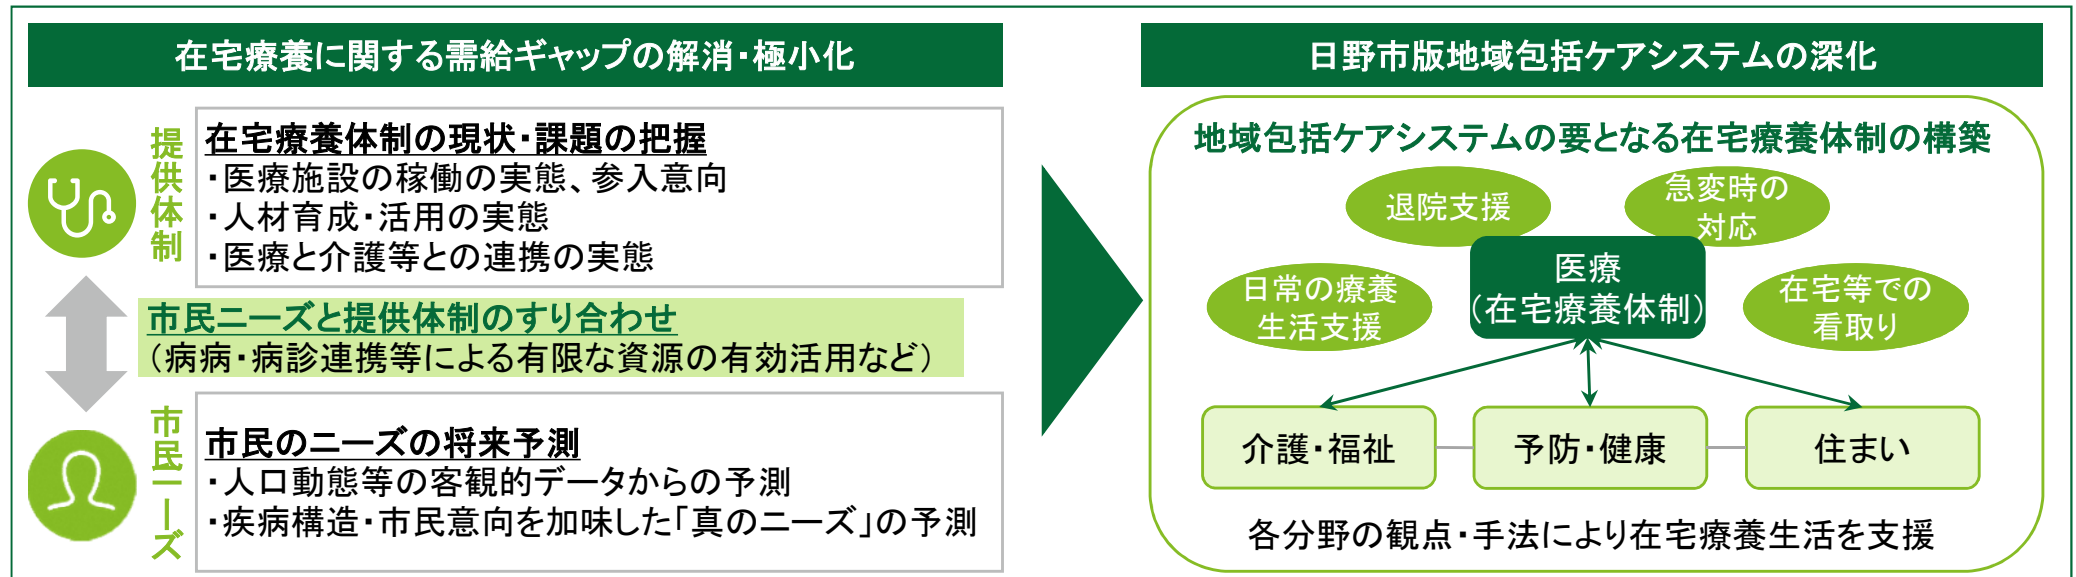 在宅療養に関する需給ギャップの解消・極小化
提供体制
在宅療養体制の現状・課題の把握
・医療施設の稼働の実態、参入意向
・人材育成・活用の実態
・医療と介護等との連携の実態
市民ニーズと提供体制のすり合わせ
（病病・病診連携等による有限な資源の有効活用など）
市民ニーズ
市民のニーズの将来予測
・人口動態等の客観的データからの予測
・疾病構造・市民意向を加味した「真のニーズ」の予測
日野市版地域包括ケアシステムの深化
地域包括ケアシステムの要となる在宅療養体制の構築
退院支援
急変時の
対応
日常の療養
生活支援
医療
（在宅療養体制）
在宅等での
看取り
介護・福祉
予防・健康
住まい
各分野の観点・手法により在宅療養生活を支援